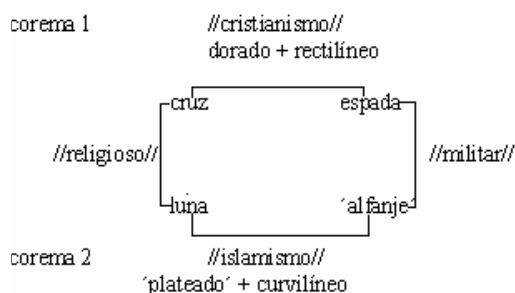 corema 1 //cristianismo//
dorado + rectilíneo
cruz espada
//religioso// //militar//
luna ´alfanje´
corema 2 //islamismo//
´plateado´ + curvilíneo